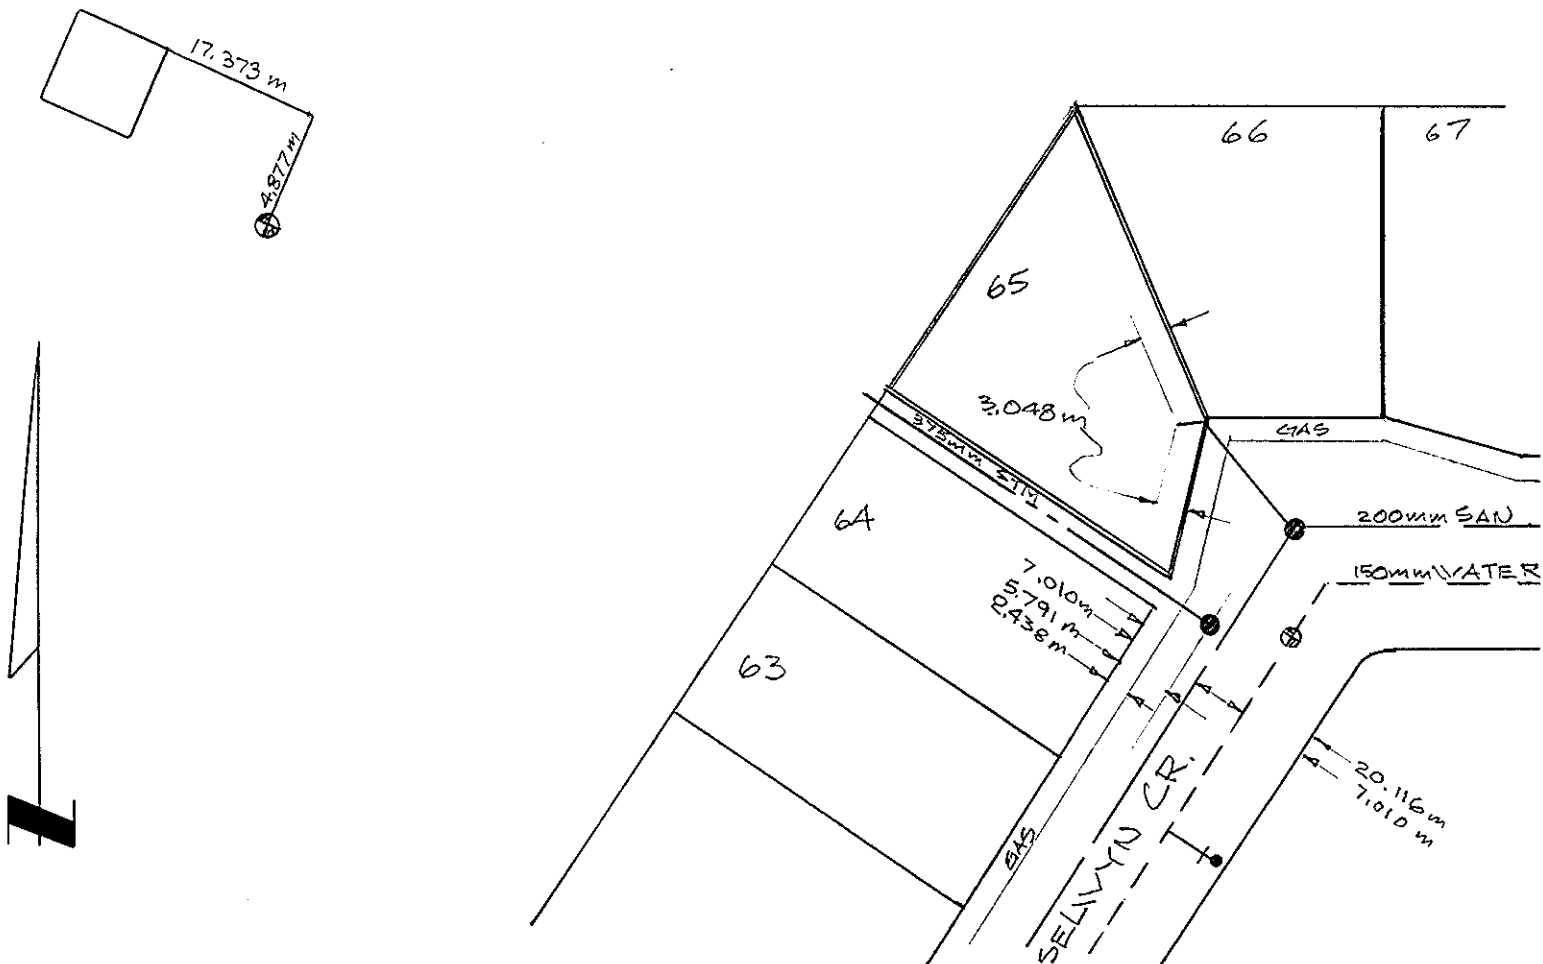 17.373 m
4.877 m
66
67
65
3.048 m
GAS
375mm STM
200mm SAN
64
150mm WATER
7.010m
5.791 m
2.438 m
63
20.116 m
7.010 m
GAS
SELWYN CR.